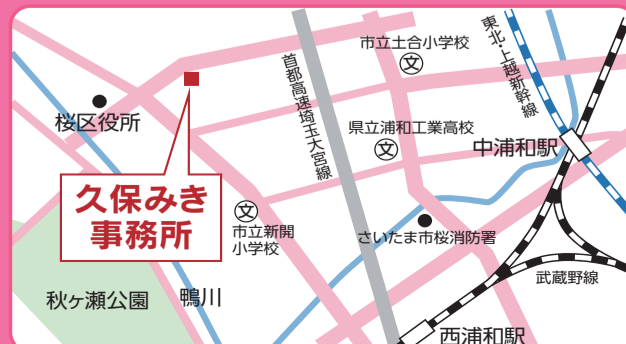 市立土合小学校
文
首都高速埼玉大宮線
東北・上越新幹線
桜区役所
県立浦和工業高校
文
中浦和駅
久保みき
事務所
文
市立新開
小学校
さいたま市桜消防署
武蔵野線
秋ヶ瀬公園
鴨川
西浦和駅